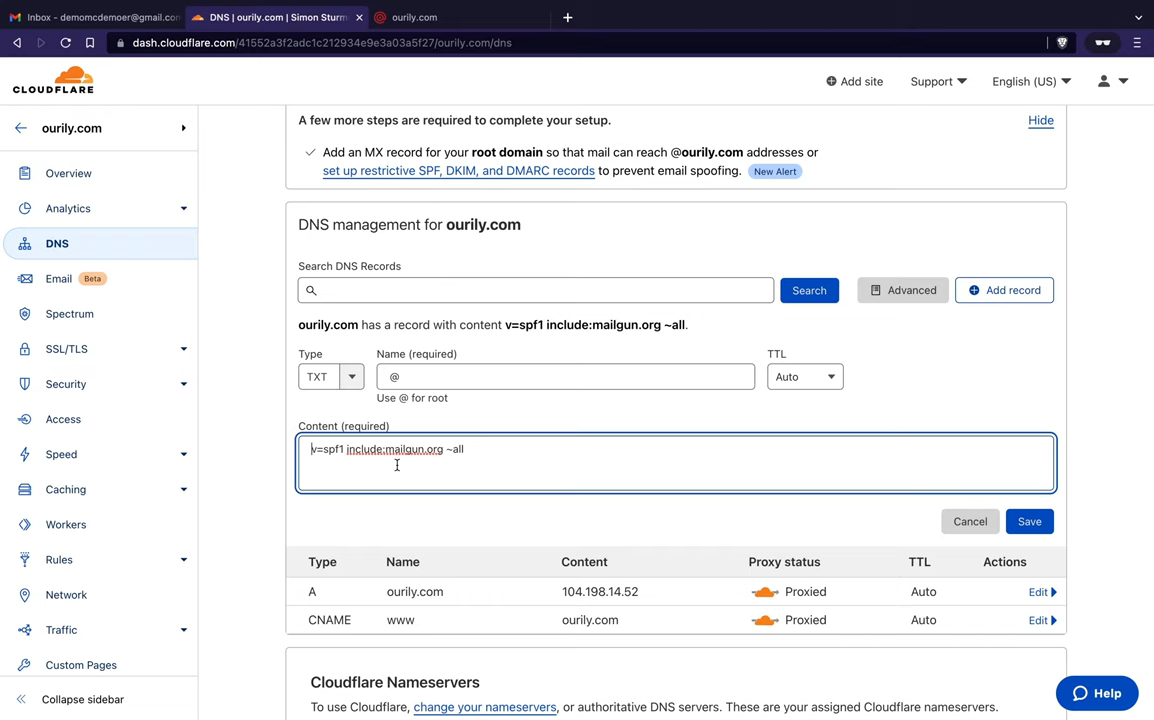 Inbox - demomcdemoer@gmail.con
DNS | ourily.com | Simon Sturm
ourily.com
dash.cloudflare.com/41552a3f2adc1c212934e9e3a03a5f27/ourily.com/dns
CLOUDFLARE
Add site
Support
English (US)
ourily.com
Overview
Analytics
DNS
Email Beta
Spectrum
SSL/TLS
Security
Access
Speed
Caching
Workers
Rules
Network
Traffic
Custom Pages
Collapse sidebar
A few more steps are required to complete your setup.
Hide
Add an MX record for your root domain so that mail can reach @ourily.com addresses or
set up restrictive SPF, DKIM, and DMARC records to prevent email spoofing. New Alert
DNS management for ourily.com
Search DNS Records
Search
Advanced
Add record
ourily.com has a record with content v=spf1 include:mailgun.org ~all.
Type Name (required) TTL
TXT @ Auto
Use @ for root
Content (required)
v=spf1 include:mailgun.org ~all
Cancel Save
Type Name Content Proxy status TTL Actions
A ourily.com 104.198.14.52 Proxied Auto Edit
CNAME www ourily.com Proxied Auto Edit
Cloudflare Nameservers
To use Cloudflare, change your nameservers, or authoritative DNS servers. These are your assigned Cloudflare nameservers.
Help